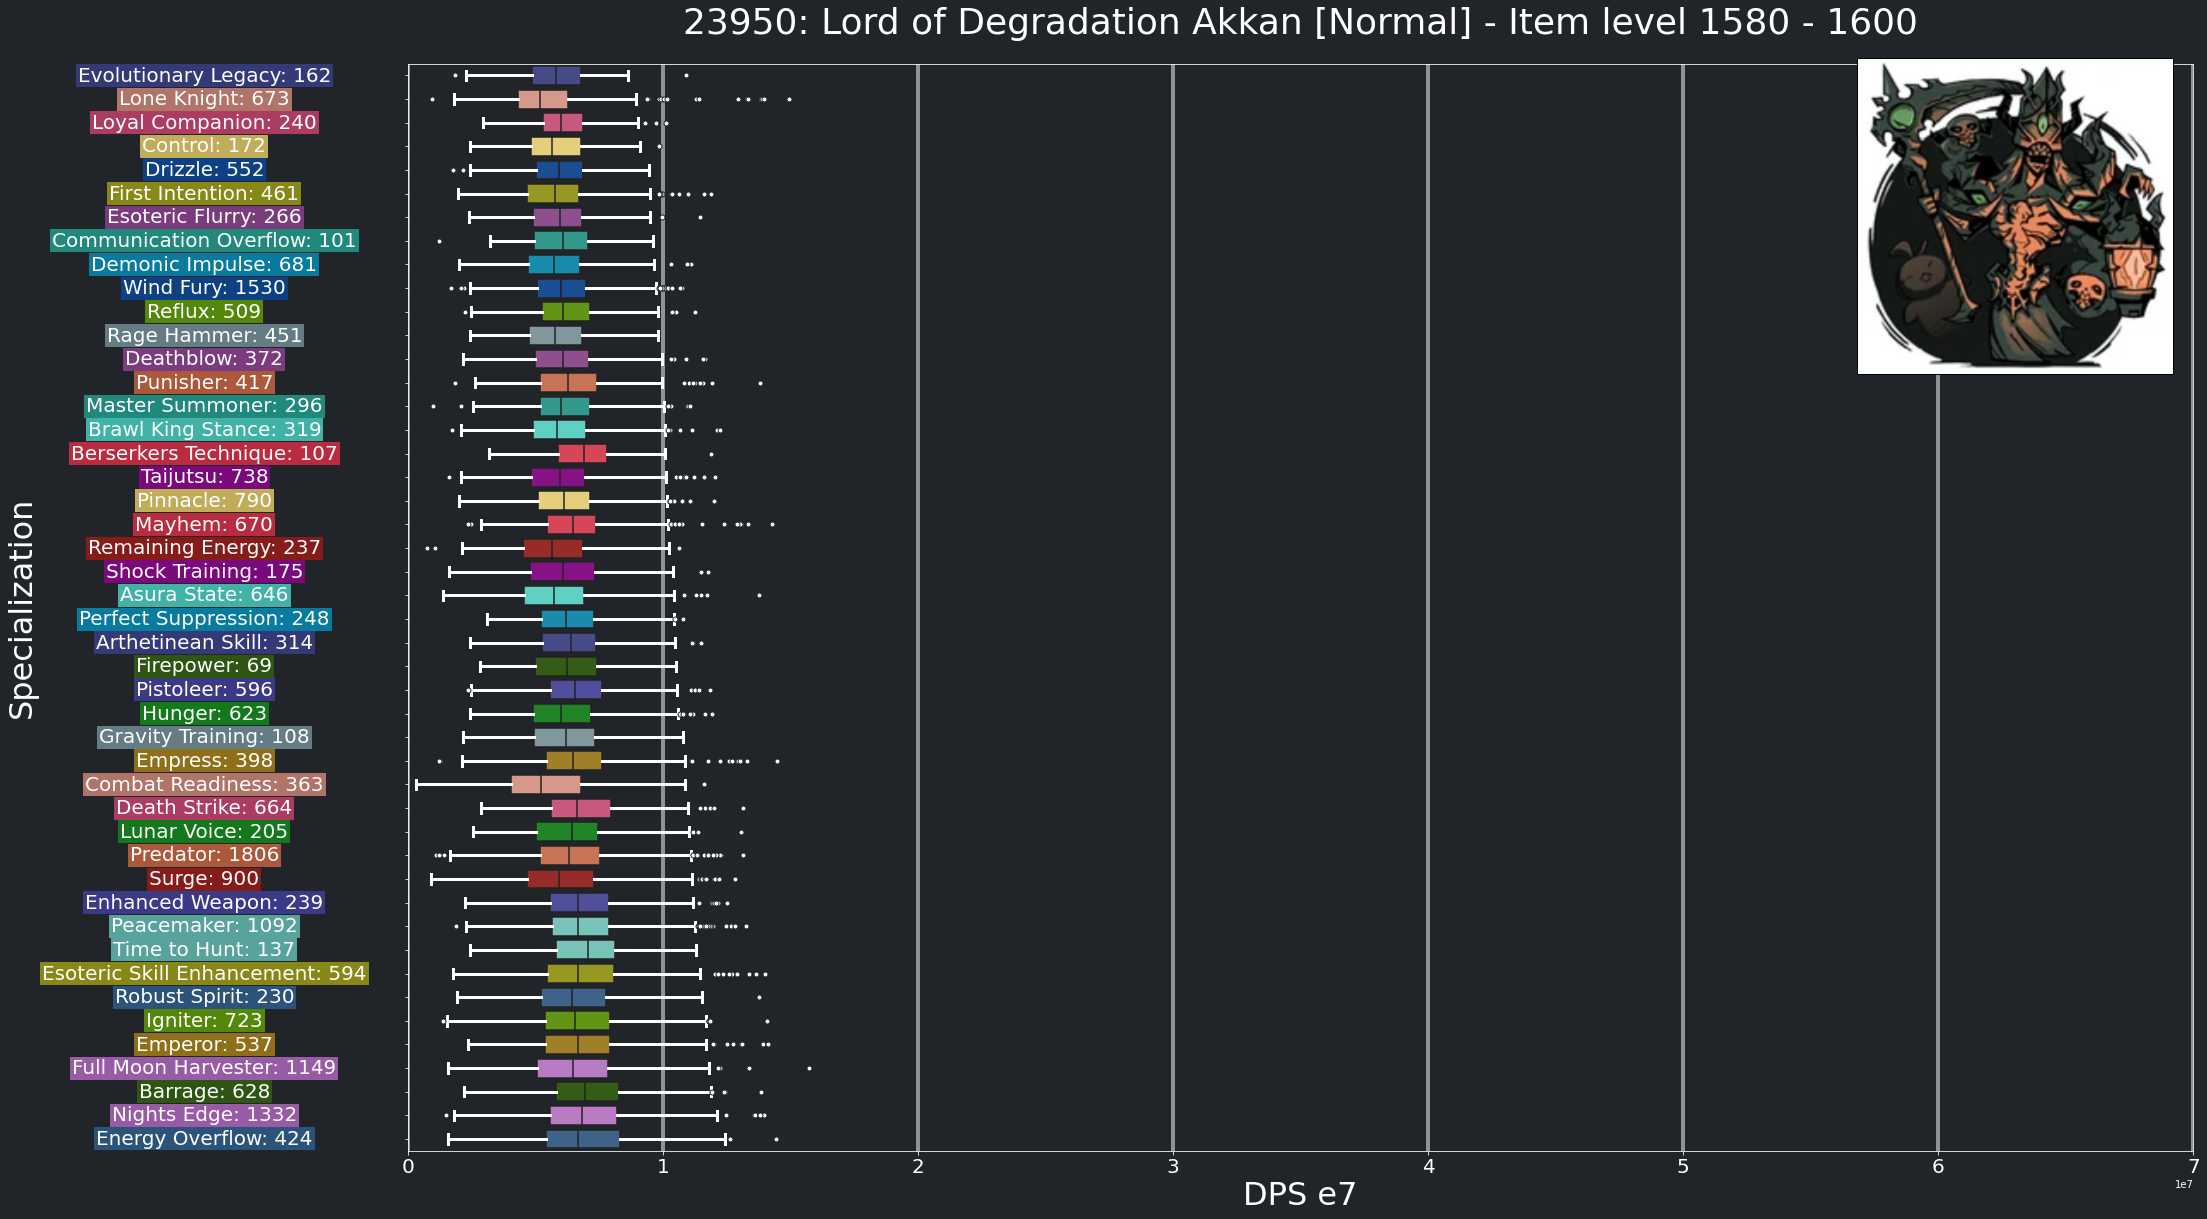 23950: Lord of Degradation Akkan [Normal] - Item level 1580 - 1600
Specialization
Evolutionary Legacy: 162
Lone Knight: 673
Loyal Companion: 240
Control: 172
Drizzle: 552
First Intention: 461
Esoteric Flurry: 266
Communication Overflow: 101
Demonic Impulse: 681
Wind Fury: 1530
Reflux: 509
Rage Hammer: 451
Deathblow: 372
Punisher: 417
Master Summoner: 296
Brawl King Stance: 319
Berserkers Technique: 107
Taijutsu: 738
Pinnacle: 790
Mayhem: 670
Remaining Energy: 237
Shock Training: 175
Asura State: 646
Perfect Suppression: 248
Arthetinean Skill: 314
Firepower: 69
Pistoleer: 596
Hunger: 623
Gravity Training: 108
Empress: 398
Combat Readiness: 363
Death Strike: 664
Lunar Voice: 205
Predator: 1806
Surge: 900
Enhanced Weapon: 239
Peacemaker: 1092
Time to Hunt: 137
Esoteric Skill Enhancement: 594
Robust Spirit: 230
Igniter: 723
Emperor: 537
Full Moon Harvester: 1149
Barrage: 628
Nights Edge: 1332
Energy Overflow: 424
0 1 2 3 4 5 6 7
1e7
DPS e7